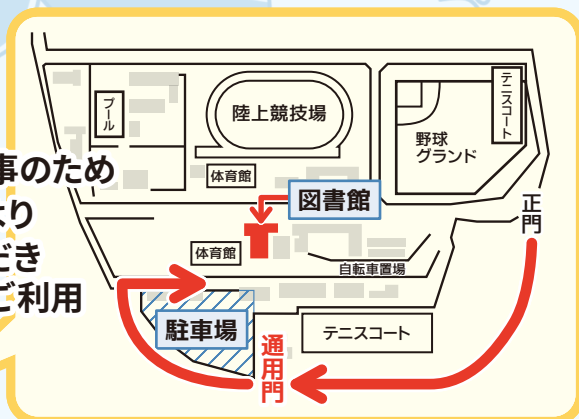 プール
陸上競技場
テニスコート
野球
グランド
体育館
事のため
より
だき
ご利用
図書館
正門
体育館
自転車置場
駐車場
通用門
テニスコート